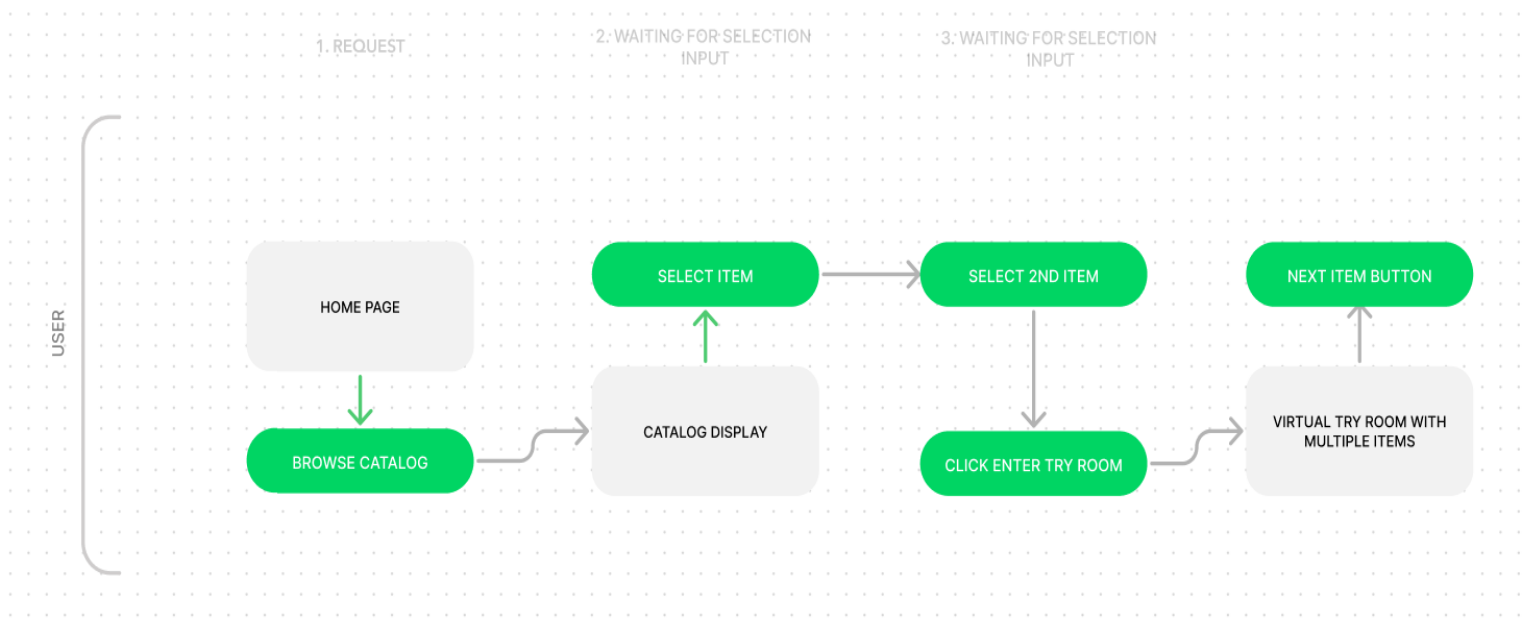 1. REQUEST
2. WAITING FOR SELECTION
INPUT
3. WAITING FOR SELECTION
INPUT
USER
HOME PAGE
BROWSE CATALOG
SELECT ITEM
CATALOG DISPLAY
SELECT 2ND ITEM
CLICK ENTER TRY ROOM
NEXT ITEM BUTTON
VIRTUAL TRY ROOM WITH
MULTIPLE ITEMS